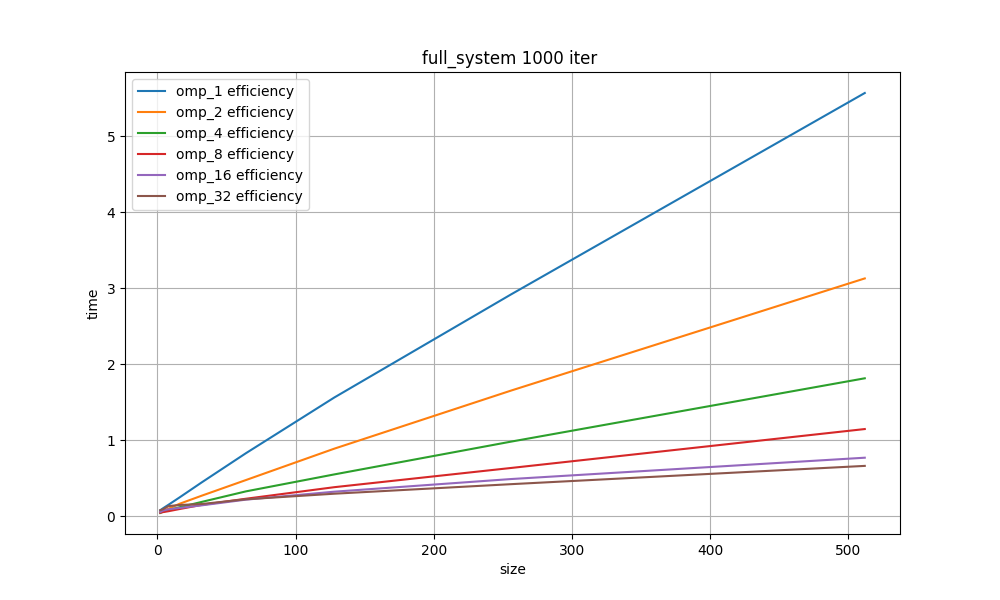 full_system 1000 iter
omp_1 efficiency
omp_2 efficiency
omp_4 efficiency
omp_8 efficiency
omp_16 efficiency
omp_32 efficiency
time
5
4
3
2
1
0
0 100 200 300 400 500
size